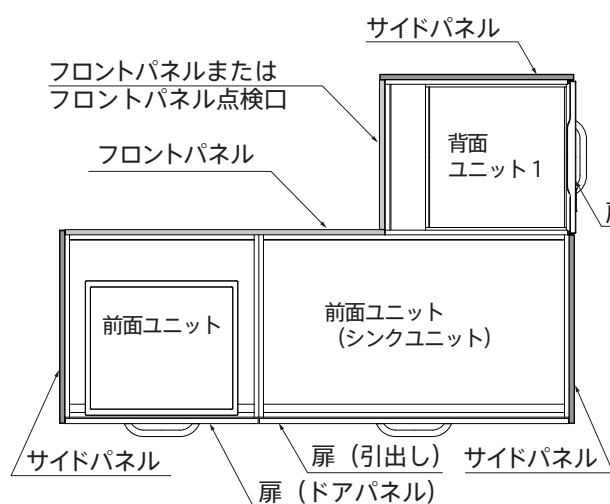 サイドパネル
フロントパネルまたは
フロントパネル点検口
背面
ユニット1
フロントパネル
前面ユニット
前面ユニット
(シンクユニット)
サイドパネル
扉（引出し）
サイドパネル
扉（ドアパネル）